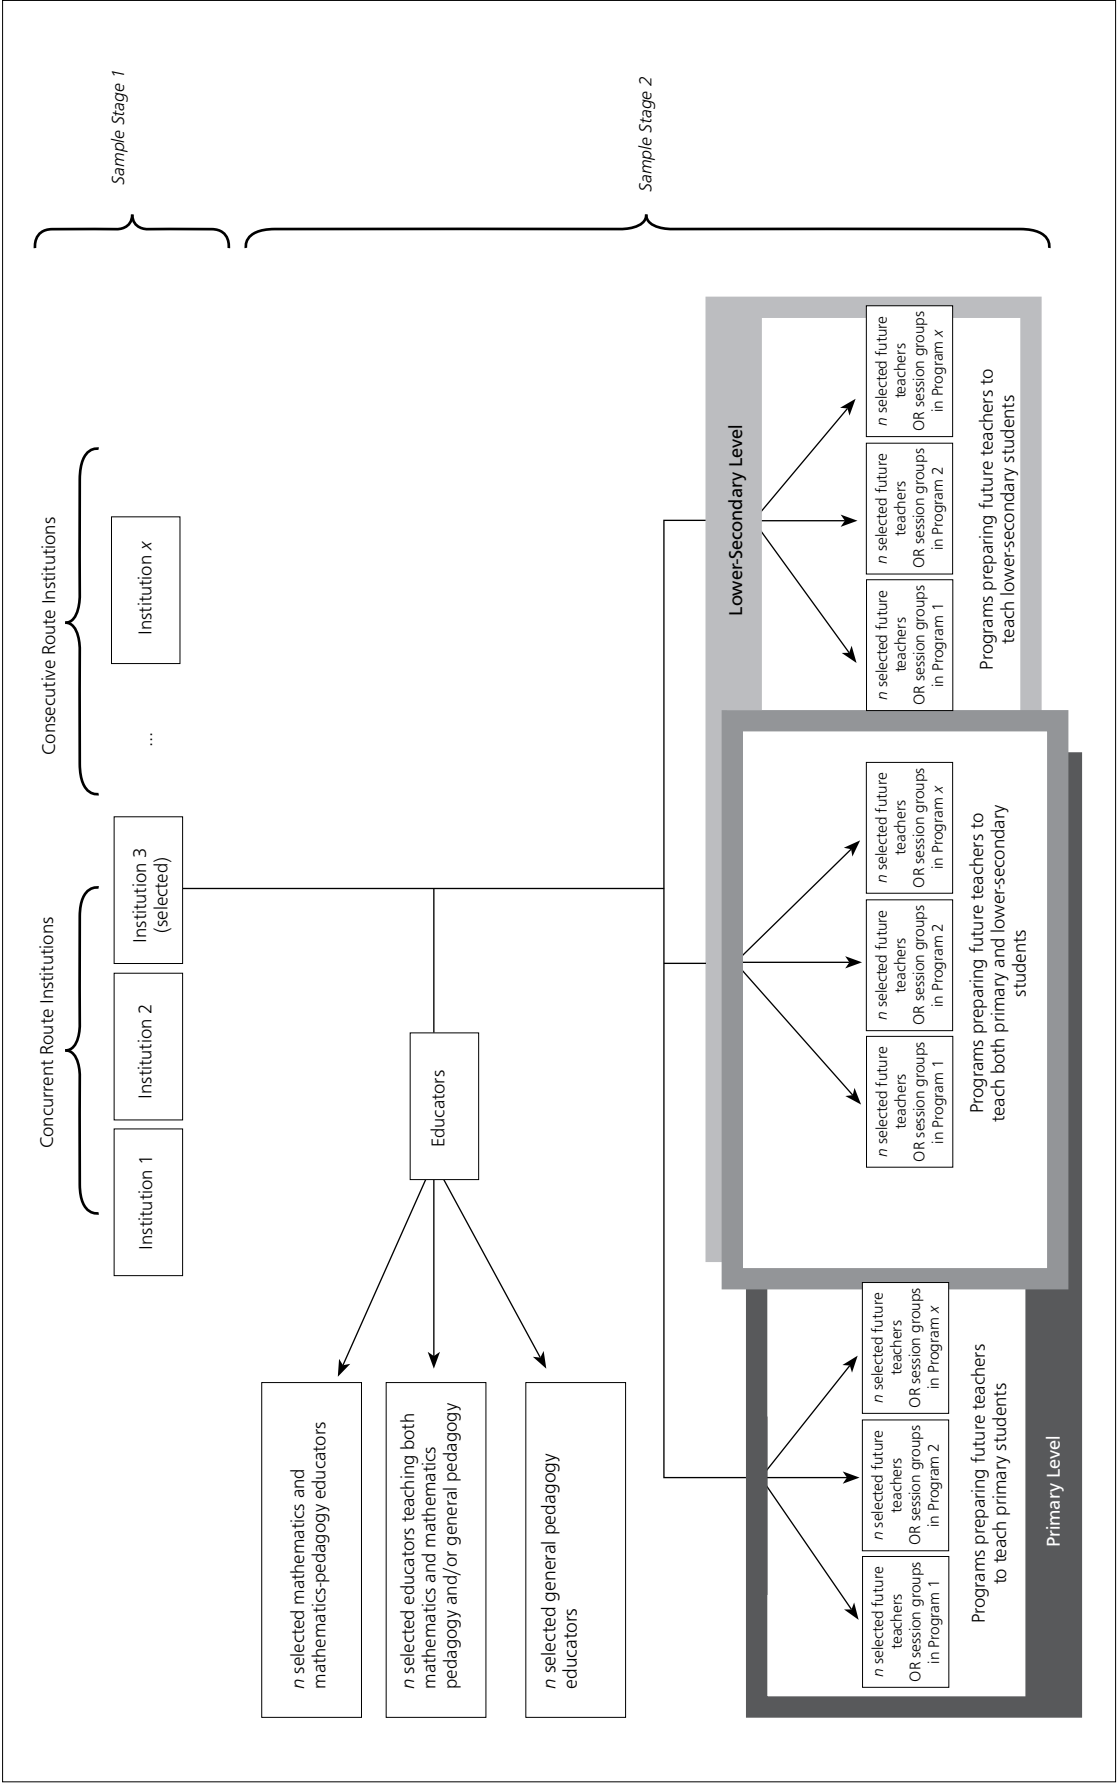 Concurrent Route Institutions
Consecutive Route Institutions
Sample Stage 1
Institution 1
Institution 2
Institution 3
(selected)
...
Institution x
Educators
n selected mathematics and
mathematics-pedagogy educators
n selected educators teaching both
mathematics and mathematics
pedagogy and/or general pedagogy
n selected general pedagogy
educators
Sample Stage 2
Lower-Secondary Level
n selected future
teachers
OR session groups
in Program 1
n selected future
teachers
OR session groups
in Program 2
n selected future
teachers
OR session groups
in Program x
Programs preparing future teachers
to teach primary students
Primary Level
n selected future
teachers
OR session groups
in Program 1
n selected future
teachers
OR session groups
in Program 2
n selected future
teachers
OR session groups
in Program x
Programs preparing future teachers to
teach both primary and lower-secondary
students
n selected future
teachers
OR session groups
in Program 1
n selected future
teachers
OR session groups
in Program 2
n selected future
teachers
OR session groups
in Program x
Programs preparing future teachers to
teach lower-secondary students